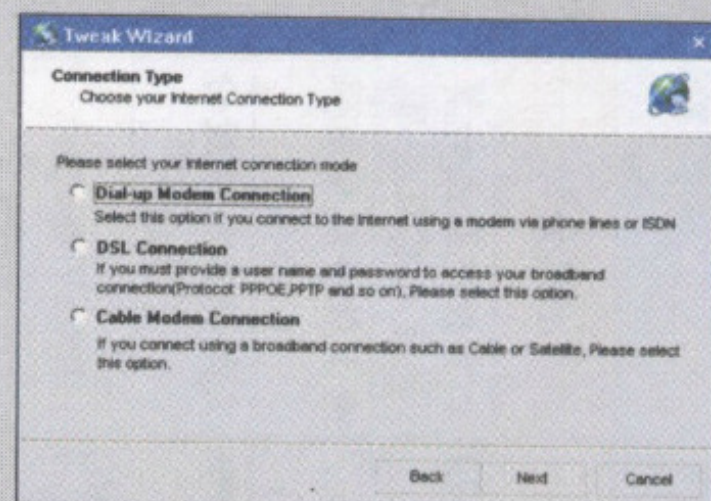 Tweak Wizard
Connection Type
Choose your Internet Connection Type
Please select your Internet connection mode
Dial-up Modem Connection
Select this option if you connect to the Internet using a modem via phone lines or ISDN
DSL Connection
If you must provide a user name and password to access your broadband
connection(Protocol: PPPOE,PPTP and so on), Please select this option.
Cable Modem Connection
If you connect using a broadband connection such as Cable or Satellite, Please select
this option.
Back Next Cancel